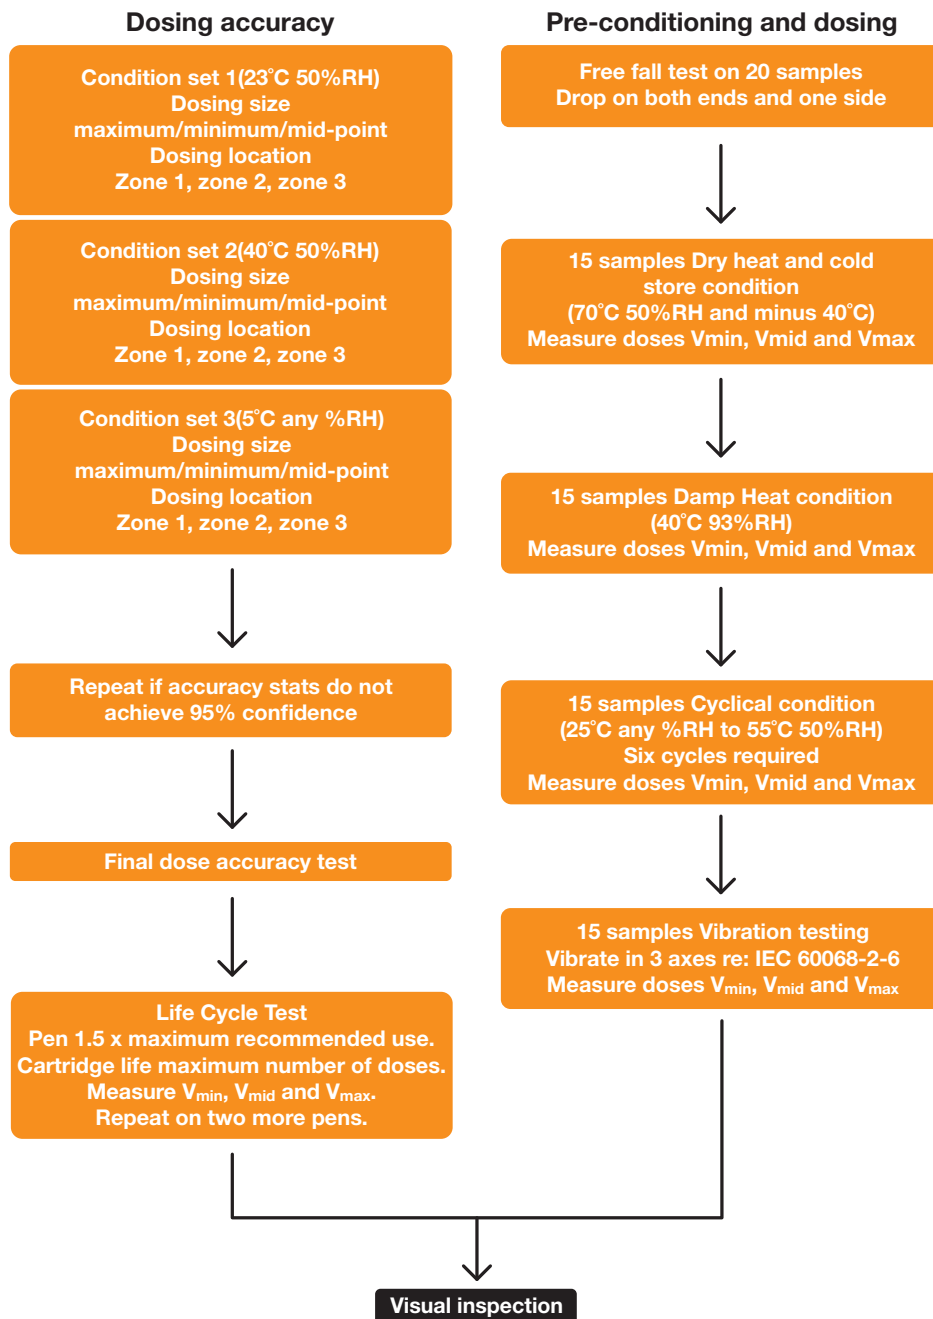 Dosing accuracy
Condition set 1(23°C 50%RH)
Dosing size
maximum/minimum/mid-point
Dosing location
Zone 1, zone 2, zone 3
Condition set 2(40°C 50%RH)
Dosing size
maximum/minimum/mid-point
Dosing location
Zone 1, zone 2, zone 3
Condition set 3(5°C any %RH)
Dosing size
maximum/minimum/mid-point
Dosing location
Zone 1, zone 2, zone 3
Repeat if accuracy stats do not
achieve 95% confidence
Final dose accuracy test
Life Cycle Test
Pen 1.5 x maximum recommended use.
Cartridge life maximum number of doses.
Measure Vmin, Vmid and Vmax.
Repeat on two more pens.
Pre-conditioning and dosing
Free fall test on 20 samples
Drop on both ends and one side
15 samples Dry heat and cold
store condition
(70°C 50%RH and minus 40°C)
Measure doses Vmin, Vmid and Vmax
15 samples Damp Heat condition
(40°C 93%RH)
Measure doses Vmin, Vmid and Vmax
15 samples Cyclical condition
(25°C any %RH to 55°C 50%RH)
Six cycles required
Measure doses Vmin, Vmid and Vmax
15 samples Vibration testing
Vibrate in 3 axes re: IEC 60068-2-6
Measure doses Vmin, Vmid and Vmax
Visual inspection